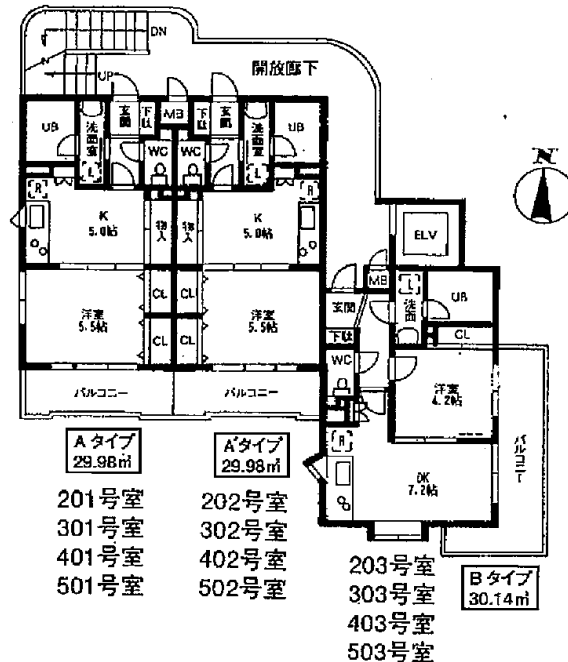 DN
UP
開放廊下
UB
洗面室
L
玄関
下駄
MB
下駄
玄関
洗面室
L
UB
WC
WC
R
K
5.0帖
物入
物入
K
5.0帖
R
N
ELV
洋室
5.5帖
CL
CL
CL
CL
洋室
5.5帖
バルコニー
バルコニー
MB
玄関
下駄
L
洗面
UB
CL
WC
洋室
4.2帖
R
DK
7.2帖
バルコニー
Aタイプ
29.98㎡
201号室
301号室
401号室
501号室
A'タイプ
29.98㎡
202号室
302号室
402号室
502号室
203号室
303号室
403号室
503号室
Bタイプ
30.14㎡